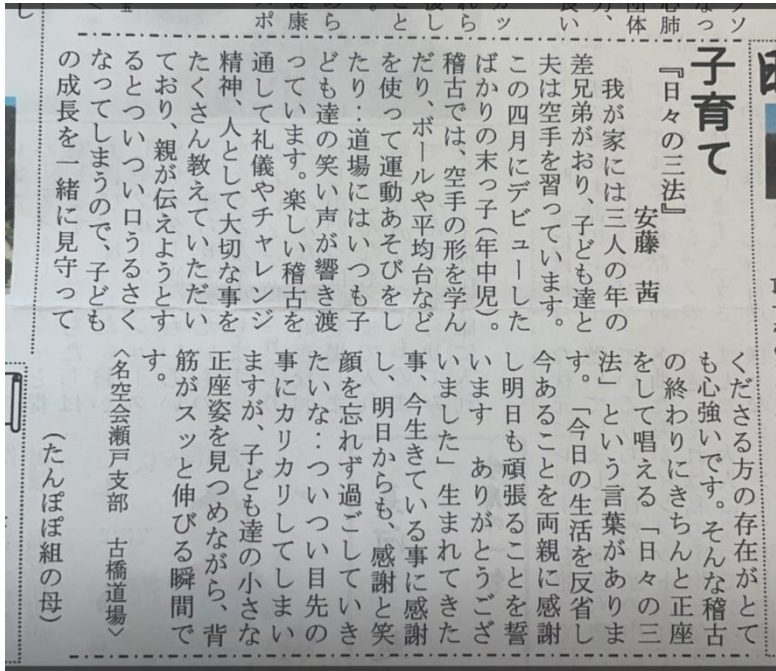 子育て
『日々の三法』
安藤 茜
我が家には三人の年の
差兄弟がおり、子ども達と
夫は空手を習っています。
この四月にデビューした
ばかりの末っ子(年中児)。
稽古では、空手の形を学ん
だり、ボールや平均台など
を使って運動あそびをし
たり‥道場にはいつも子
ども達の笑い声が響き渡
っています。楽しい稽古を
通して礼儀やチャレンジ
精神、人として大切な事を
たくさん教えていただい
ており、親が伝えようとす
るとついつい口うるさく
なってしまうので、子ども
の成長を一緒に見守って
くださる方の存在がとて
も心強いです。そんな稽古
の終わりにきちんと正座
をして唱える「日々の三
法」という言葉がありま
す。「今日の生活を反省し
今あることを両親に感謝
し明日も頑張ることを誓
います ありがとうござ
いました」生まれてきた
事、今生きている事に感謝
し、明日からも、感謝と笑
顔を忘れず過ごしていき
たいな‥ついつい目先の
事にカリカリしてしまい
ますが、子ども達の小さな
正座姿を見つめながら、背
筋がスッと伸びる瞬間で
す。
〈名空会瀬戸支部 古橋道場〉
(たんぽぽ組の母)